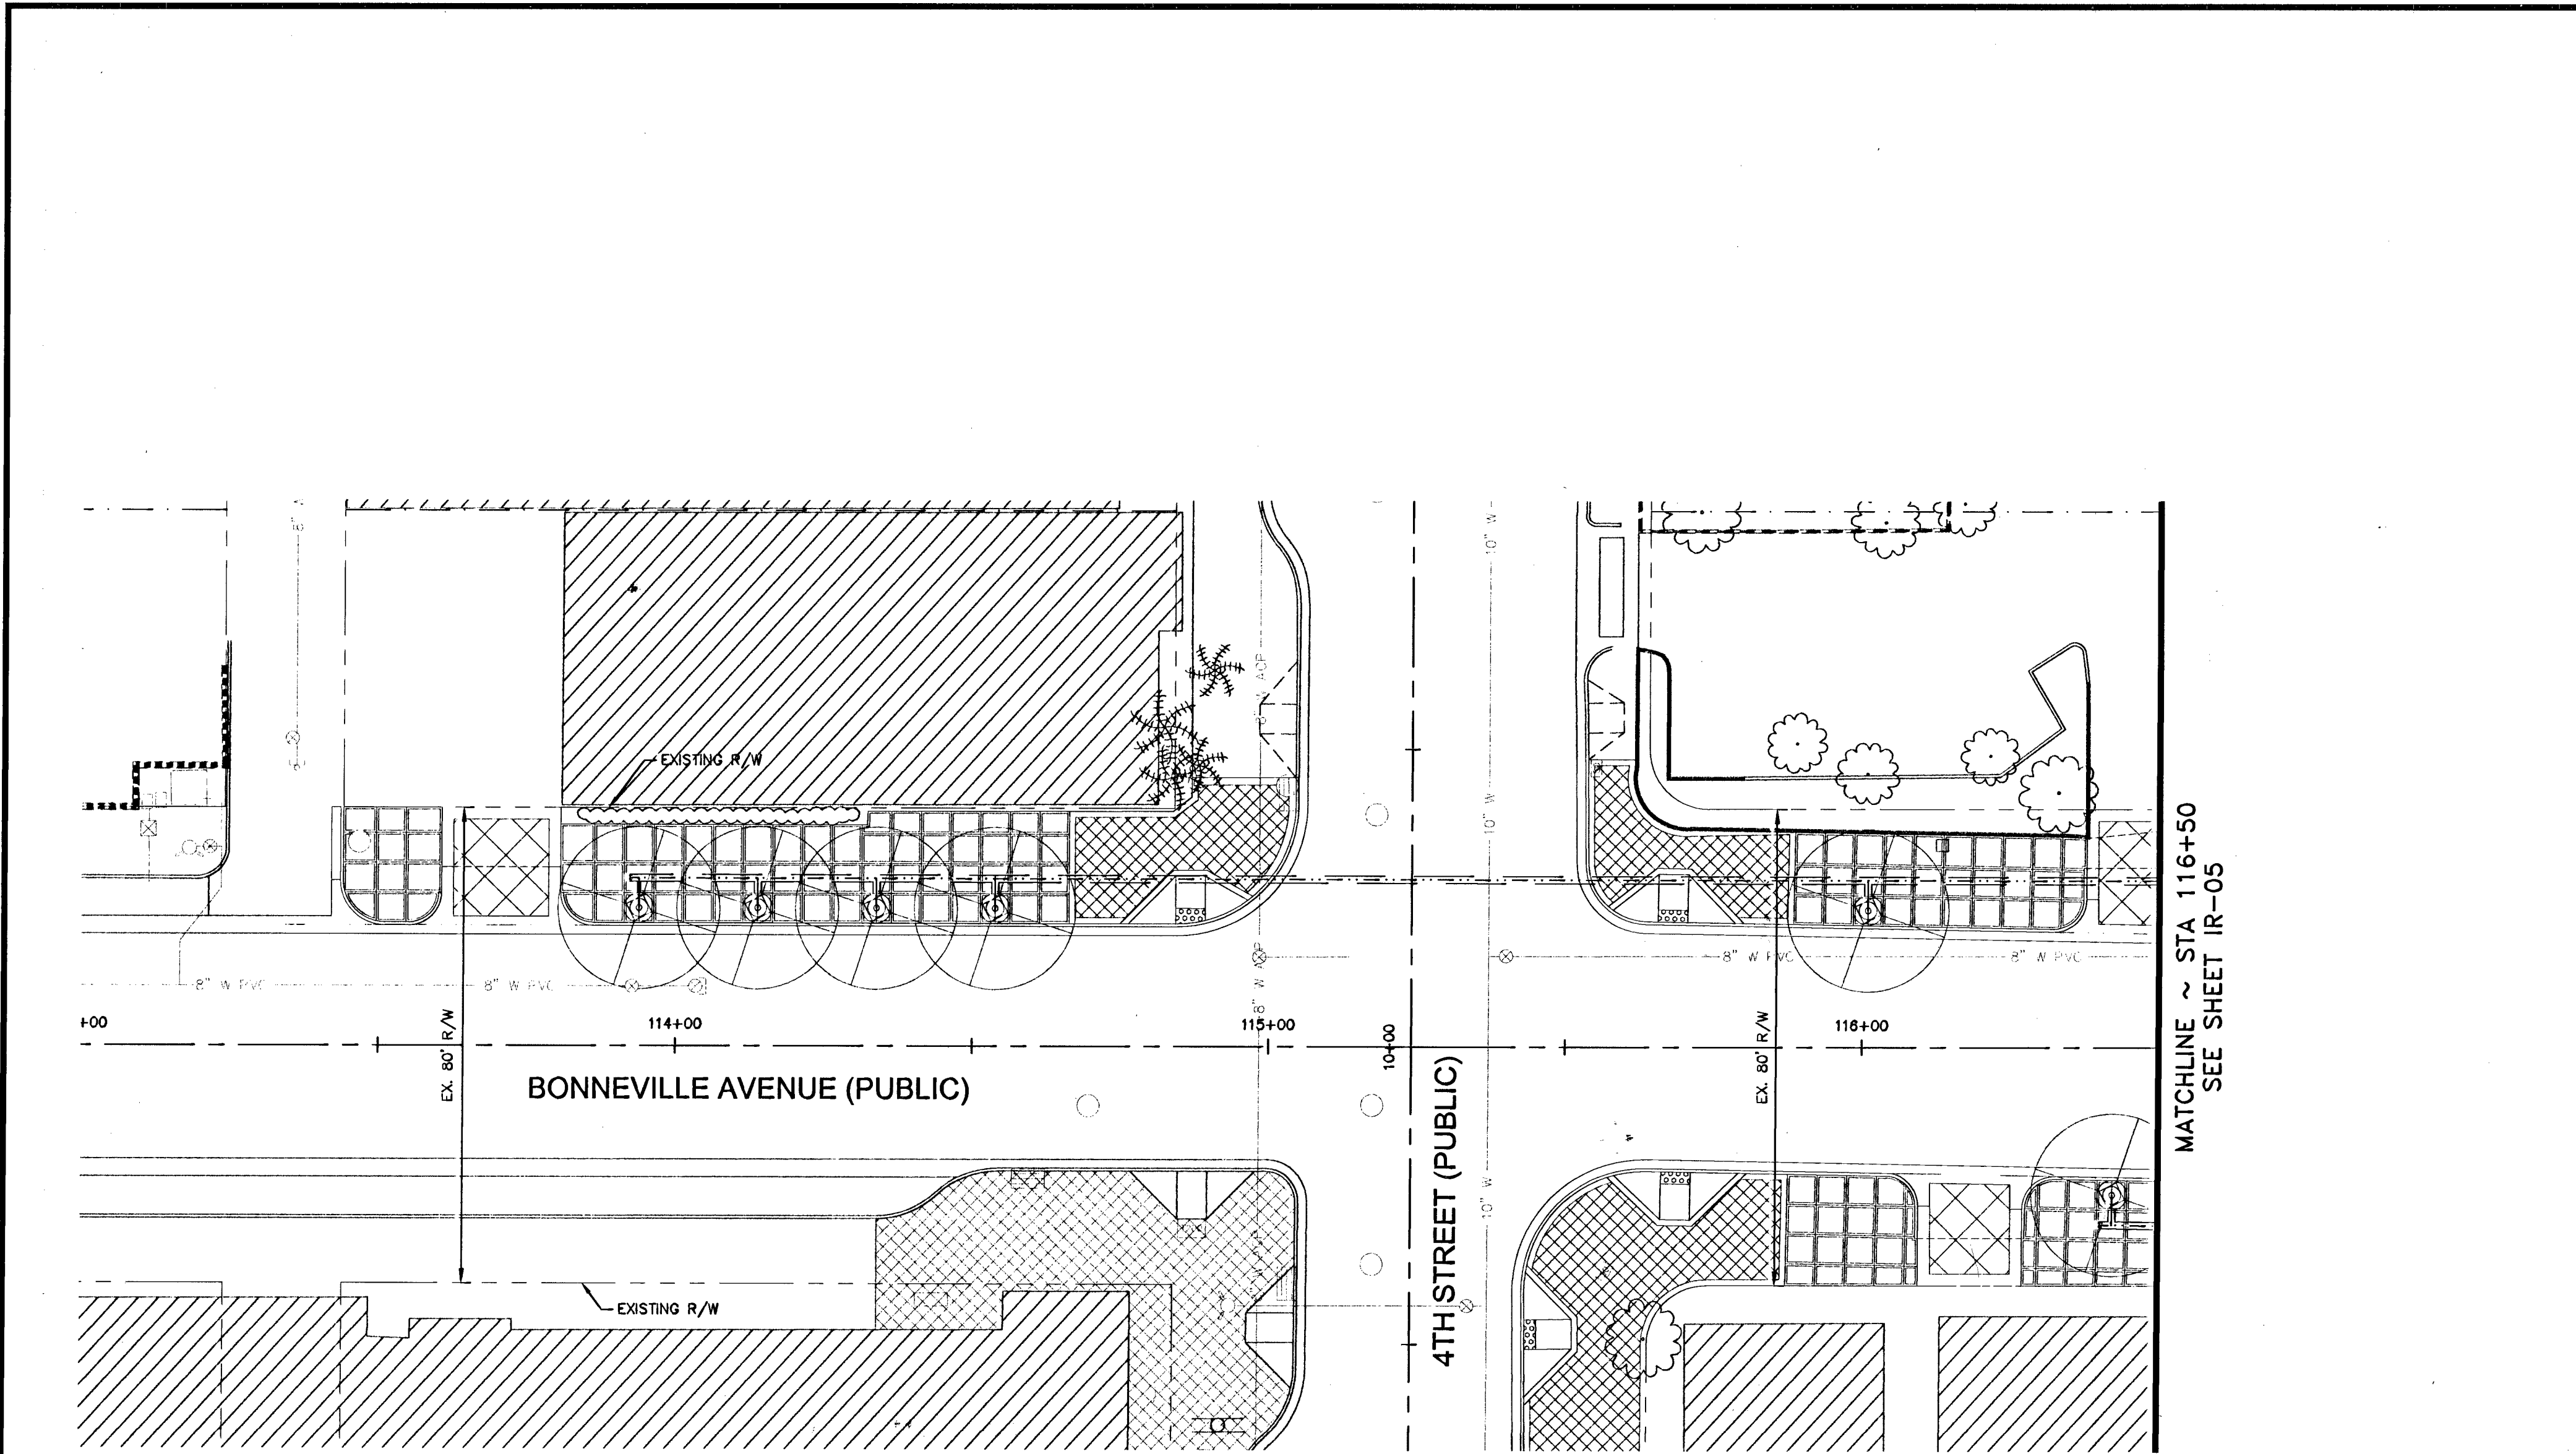 EXISTING R/W
10" W
10" W
8" W ACP
8" W PVC
8" W PVC
8" W PVC
8" W PVC
+00
114+00
115+00
116+00
10+00
EX. 80' R/W
EX. 80' R/W
BONNEVILLE AVENUE (PUBLIC)
4TH STREET (PUBLIC)
10" W
EXISTING R/W
MATCHLINE ~ STA 116+50
SEE SHEET IR-05